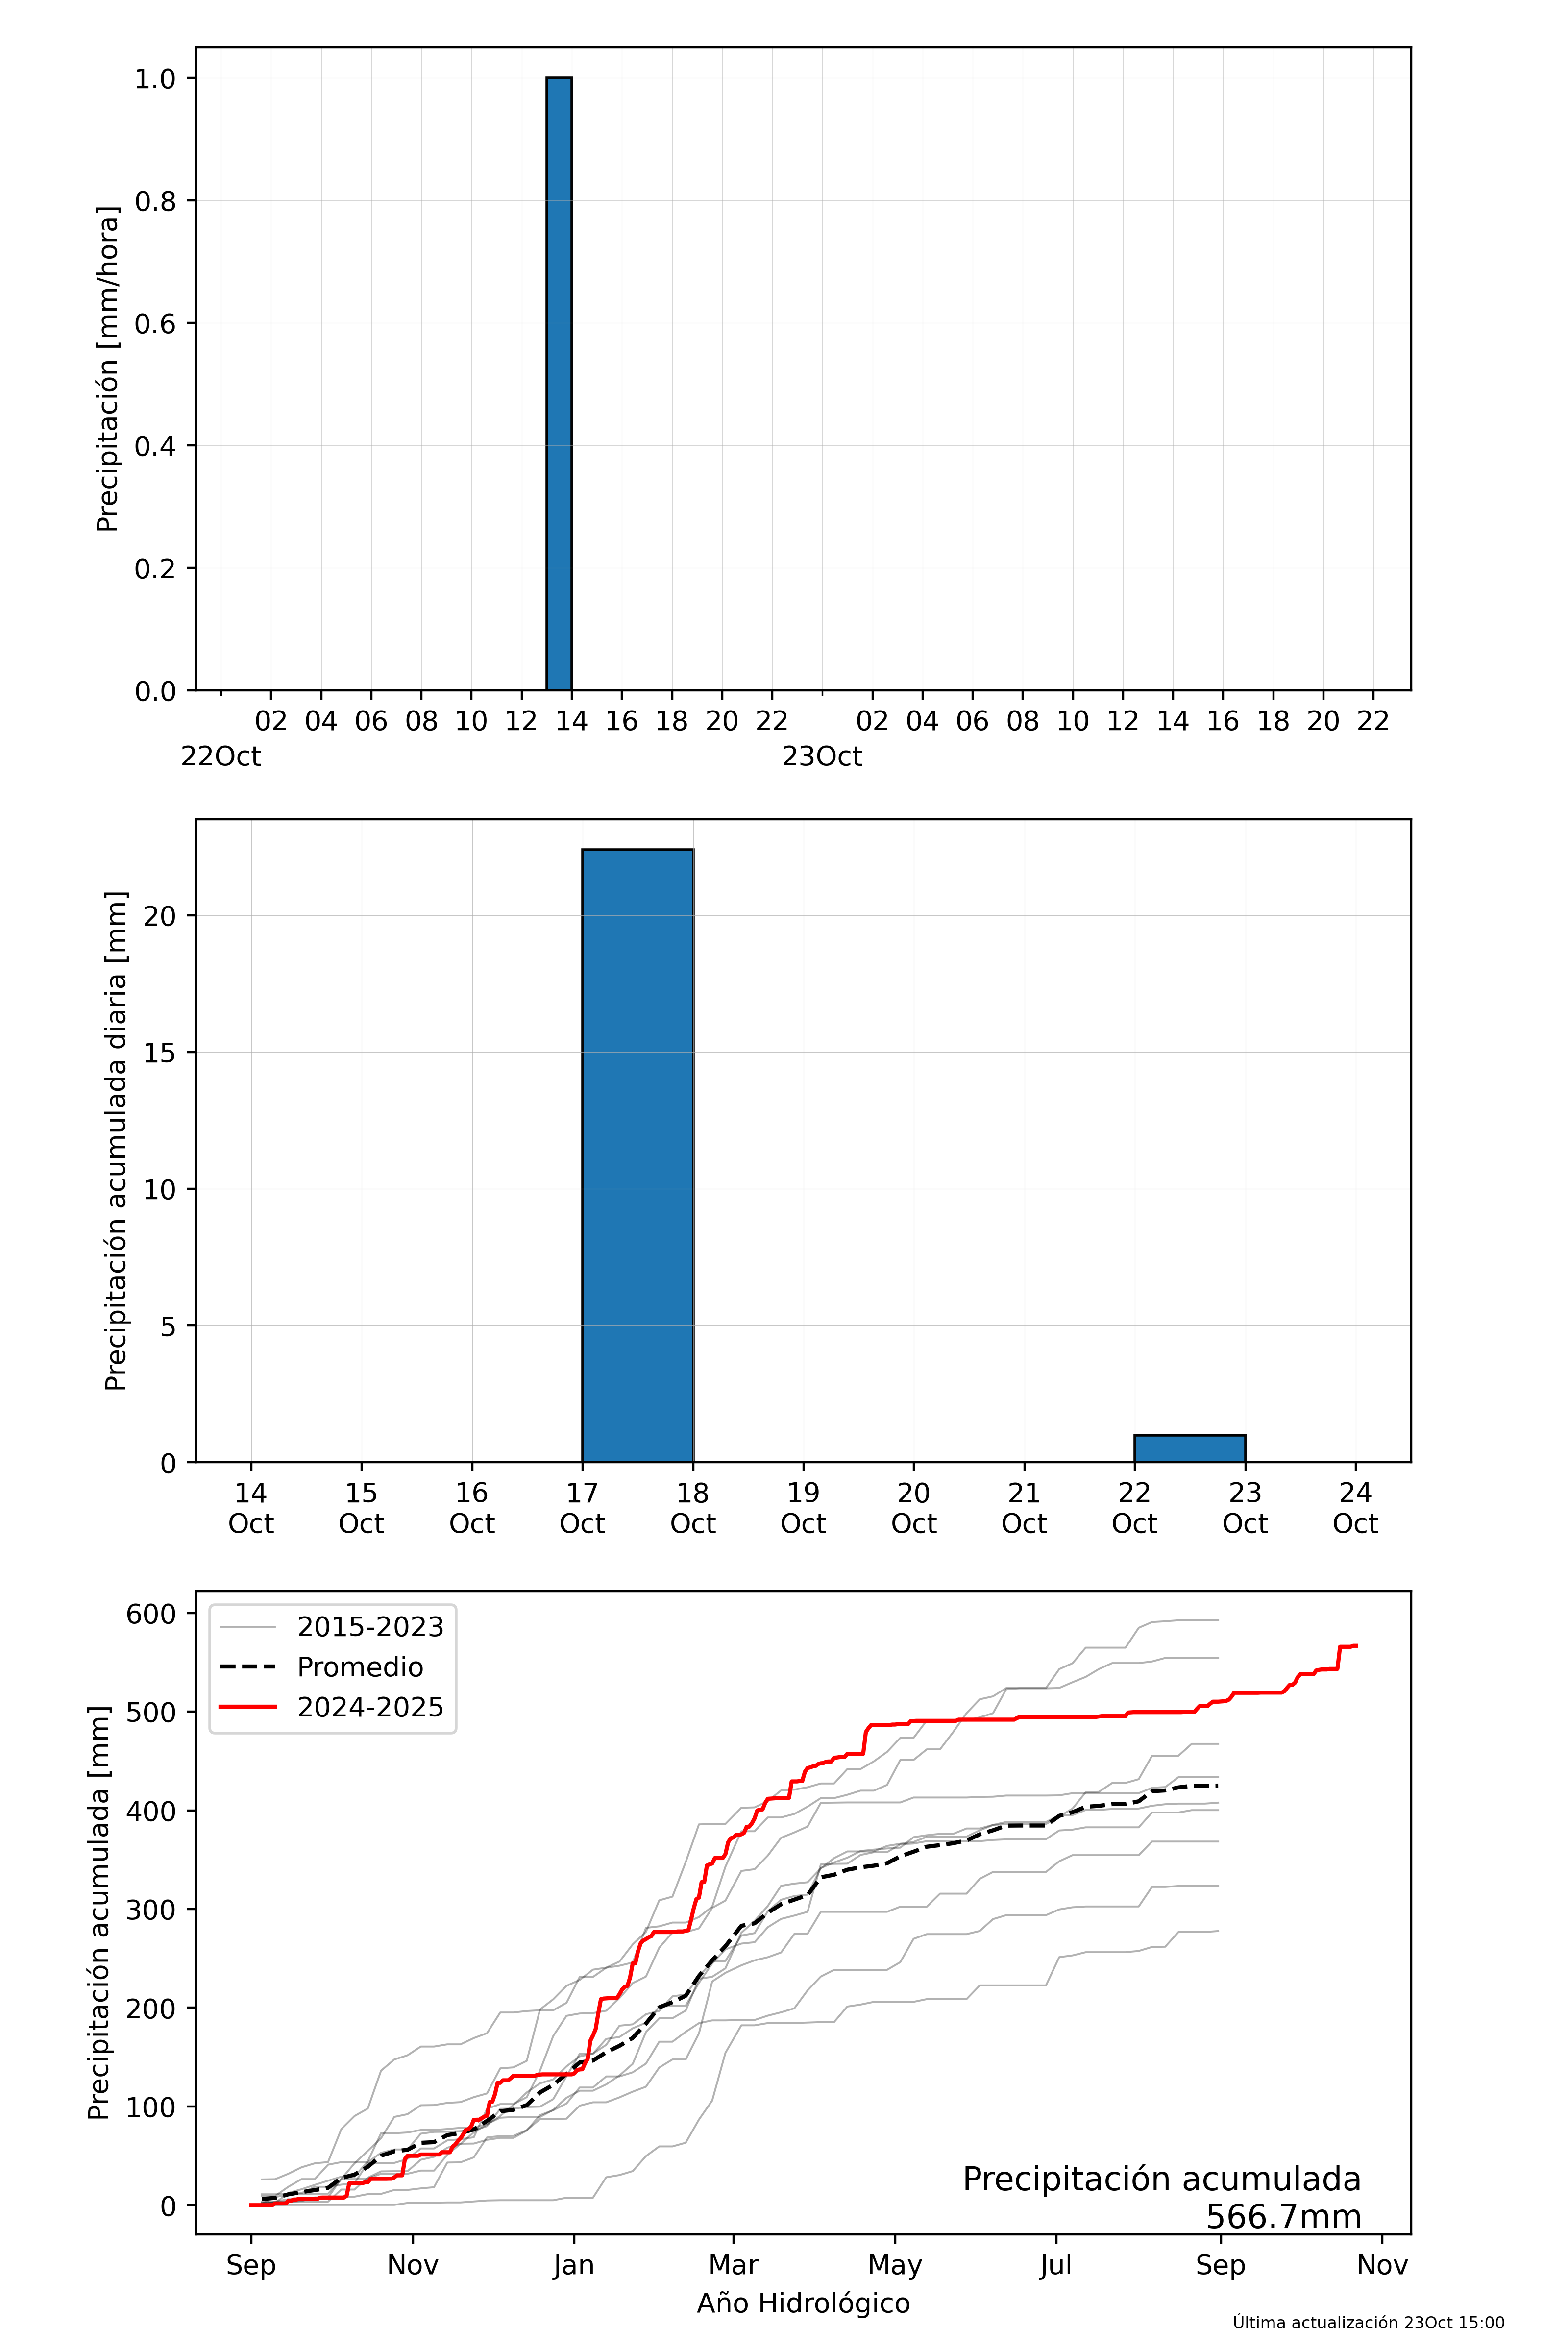 Precipitación [mm/hora]
1.0
0.8
0.6
0.4
0.2
0.0
02 04 06 08 10 12 14 16 18 20 22 02 04 06 08 10 12 14 16 18 20 22
22Oct 23Oct
Precipitación acumulada diaria [mm]
20
15
10
5
0
14 15 16 17 18 19 20 21 22 23 24
Oct Oct Oct Oct Oct Oct Oct Oct Oct Oct Oct
Precipitación acumulada [mm]
600
500
400
300
200
100
0
2015-2023
Promedio
2024-2025
Precipitación acumulada
566.7mm
Sep Nov Jan Mar May Jul Sep Nov
Año Hidrológico
Última actualización 23Oct 15:00